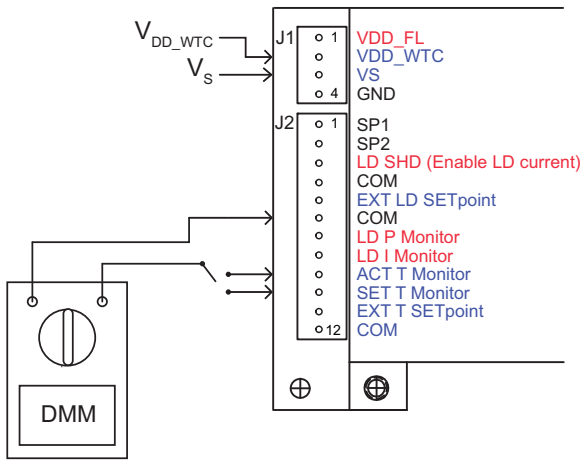 V_DD_WTC
V_S
J1
1 VDD_FL
VDD_WTC
VS
4 GND
J2
1 SP1
SP2
LD SHD (Enable LD current)
COM
EXT LD SETpoint
COM
LD P Monitor
LD I Monitor
ACT T Monitor
SET T Monitor
EXT T SETpoint
12 COM
DMM